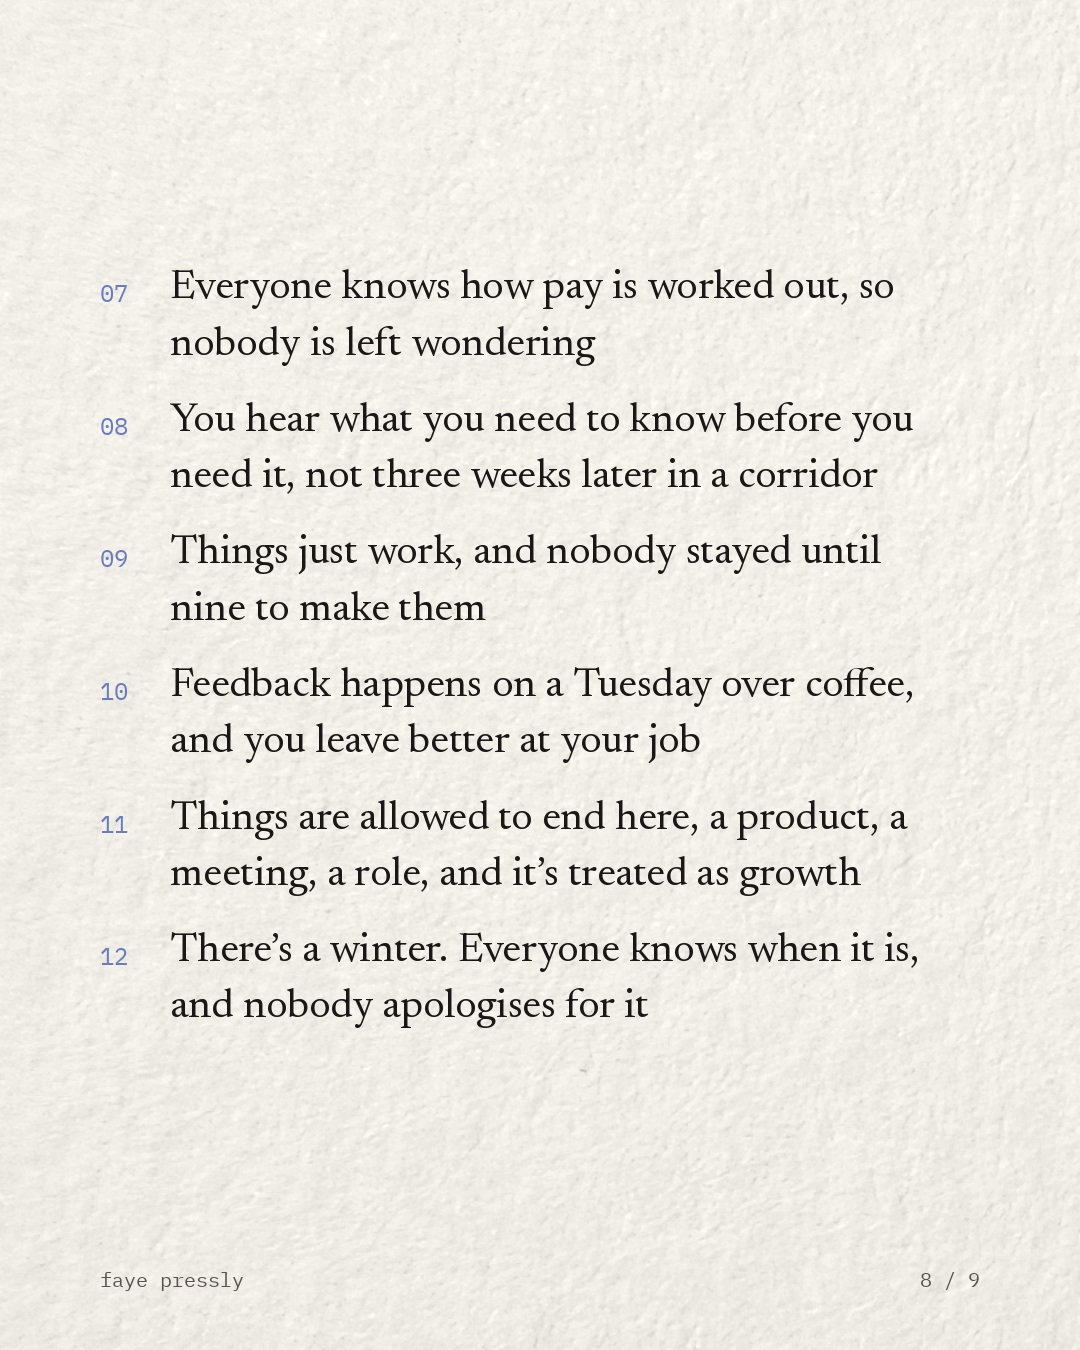 07 Everyone knows how pay is worked out, so
nobody is left wondering
08 You hear what you need to know before you
need it, not three weeks later in a corridor
09 Things just work, and nobody stayed until
nine to make them
10 Feedback happens on a Tuesday over coffee,
and you leave better at your job
11 Things are allowed to end here, a product, a
meeting, a role, and it’s treated as growth
12 There’s a winter. Everyone knows when it is,
and nobody apologises for it
faye pressly
8 / 9